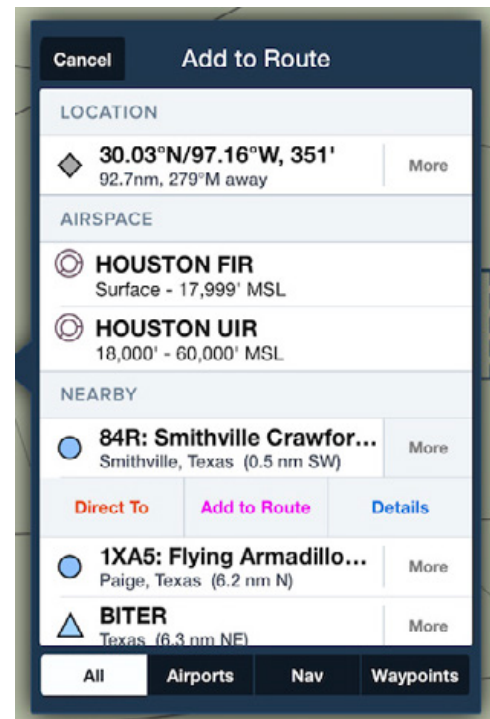 Cancel
Add to Route
LOCATION
30.03°N/97.16°W, 351'
More
92.7nm, 279°M away
AIRSPACE
HOUSTON FIR
Surface - 17,999' MSL
HOUSTON UIR
18,000' - 60,000' MSL
NEARBY
84R: Smithville Crawfor...
More
Smithville, Texas (0.5 nm SW)
Direct To
Add to Route
Details
1XA5: Flying Armadillo...
More
Paige, Texas (6.2 nm N)
BITER
More
Texas (6.3 nm NE)
All
Airports
Nav
Waypoints